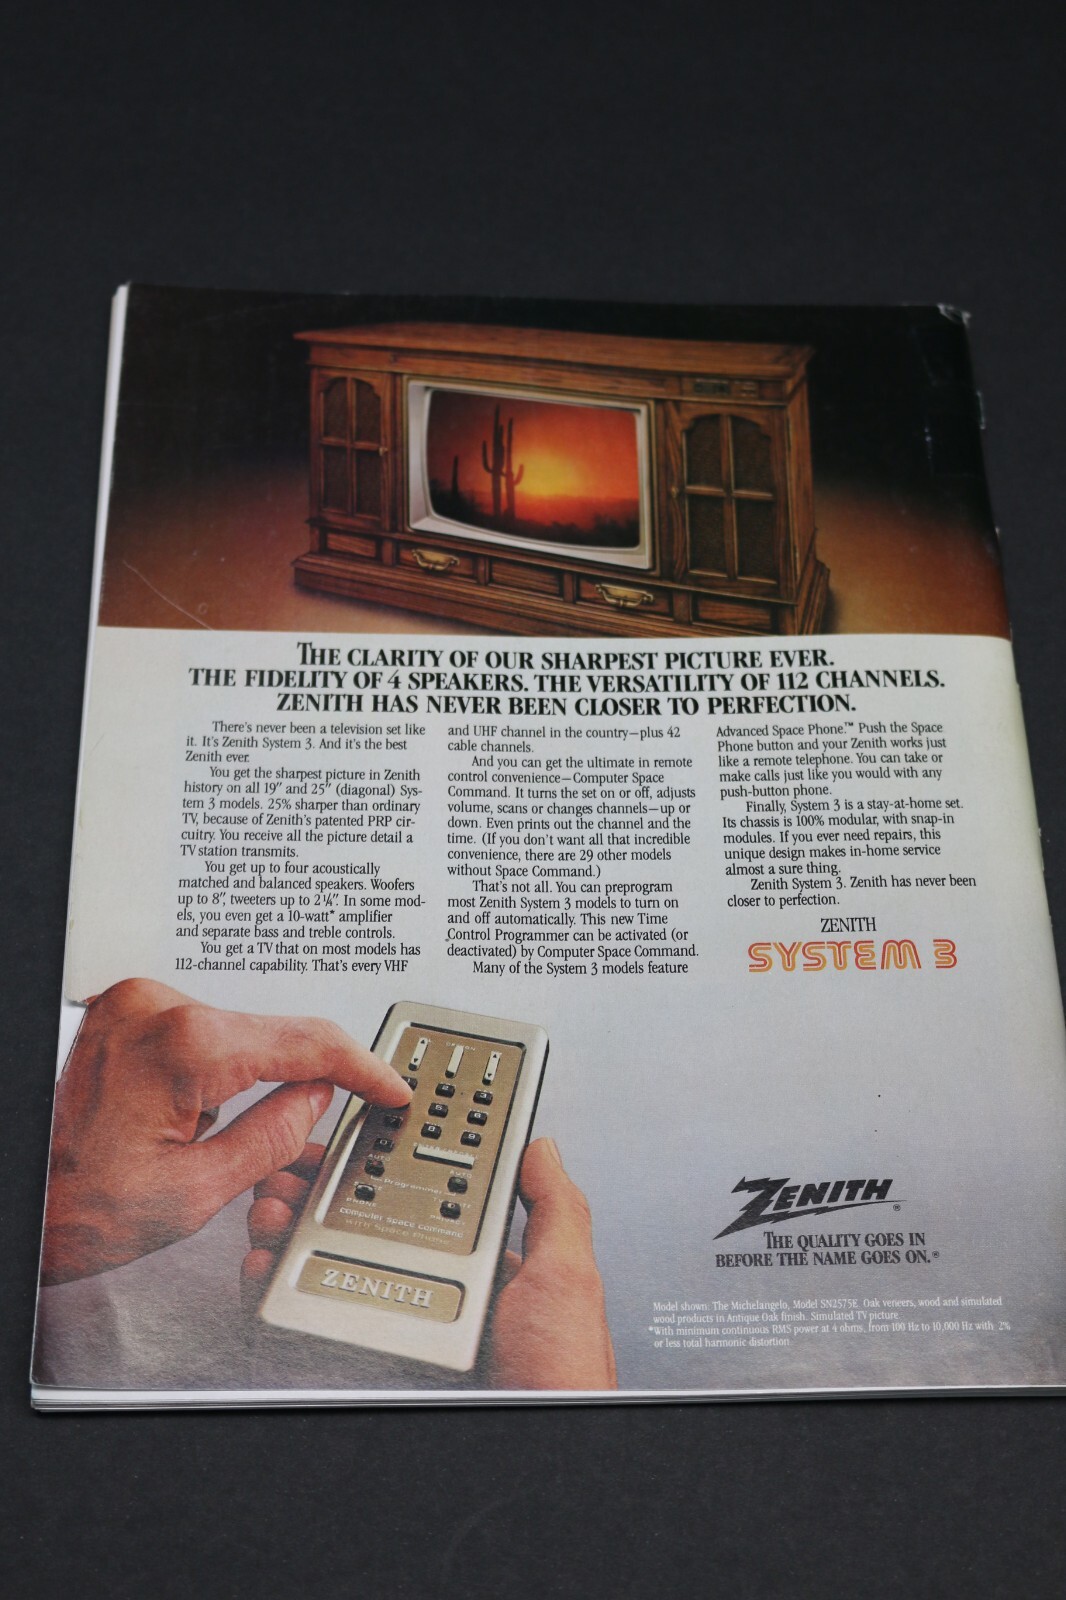 THE CLARITY OF OUR SHARPEST PICTURE EVER.
THE FIDELITY OF 4 SPEAKERS. THE VERSATILITY OF 112 CHANNELS.
ZENITH HAS NEVER BEEN CLOSER TO PERFECTION.
There's never been a television set like
it. It's Zenith System 3. And it's the best
Zenith ever.
You get the sharpest picture in Zenith
history on all 19" and 25" (diagonal) Sys-
tem 3 models. 25% sharper than ordinary
TV, because of Zenith's patented PRP cir-
cuitry. You receive all the picture detail a
TV station transmits.
You get up to four acoustically
matched and balanced speakers. Woofers
up to 8", tweeters up to 2¼". In some mod-
els, you even get a 10-watt* amplifier
and separate bass and treble controls.
You get a TV that on most models has
112-channel capability. That's every VHF
and UHF channel in the country—plus 42
cable channels.
And you can get the ultimate in remote
control convenience—Computer Space
Command. It turns the set on or off, adjusts
volume, scans or changes channels—up or
down. Even prints out the channel and the
time. (If you don't want all that incredible
convenience, there are 29 other models
without Space Command.)
That's not all. You can preprogram
most Zenith System 3 models to turn on
and off automatically. This new Time
Control Programmer can be activated (or
deactivated) by Computer Space Command.
Many of the System 3 models feature
Advanced Space Phone.™ Push the Space
Phone button and your Zenith works just
like a remote telephone. You can take or
make calls just like you would with any
push-button phone.
Finally, System 3 is a stay-at-home set.
Its chassis is 100% modular, with snap-in
modules. If you ever need repairs, this
unique design makes in-home service
almost a sure thing.
Zenith System 3. Zenith has never been
closer to perfection.
ZENITH
SYSTEM 3
2 3
5 6
8 9
0
AUTO
Programmer
PHONE
Computer Space Command
with Space Phone
ZENITH
ZENITH®
THE QUALITY GOES IN
BEFORE THE NAME GOES ON.®
Model shown: The Michelangelo, Model SN2575E. Oak veneers, wood and simulated
wood products in Antique Oak finish. Simulated TV picture.
*With minimum continuous RMS power at 4 ohms, from 100 Hz to 10,000 Hz with 2%
or less total harmonic distortion.